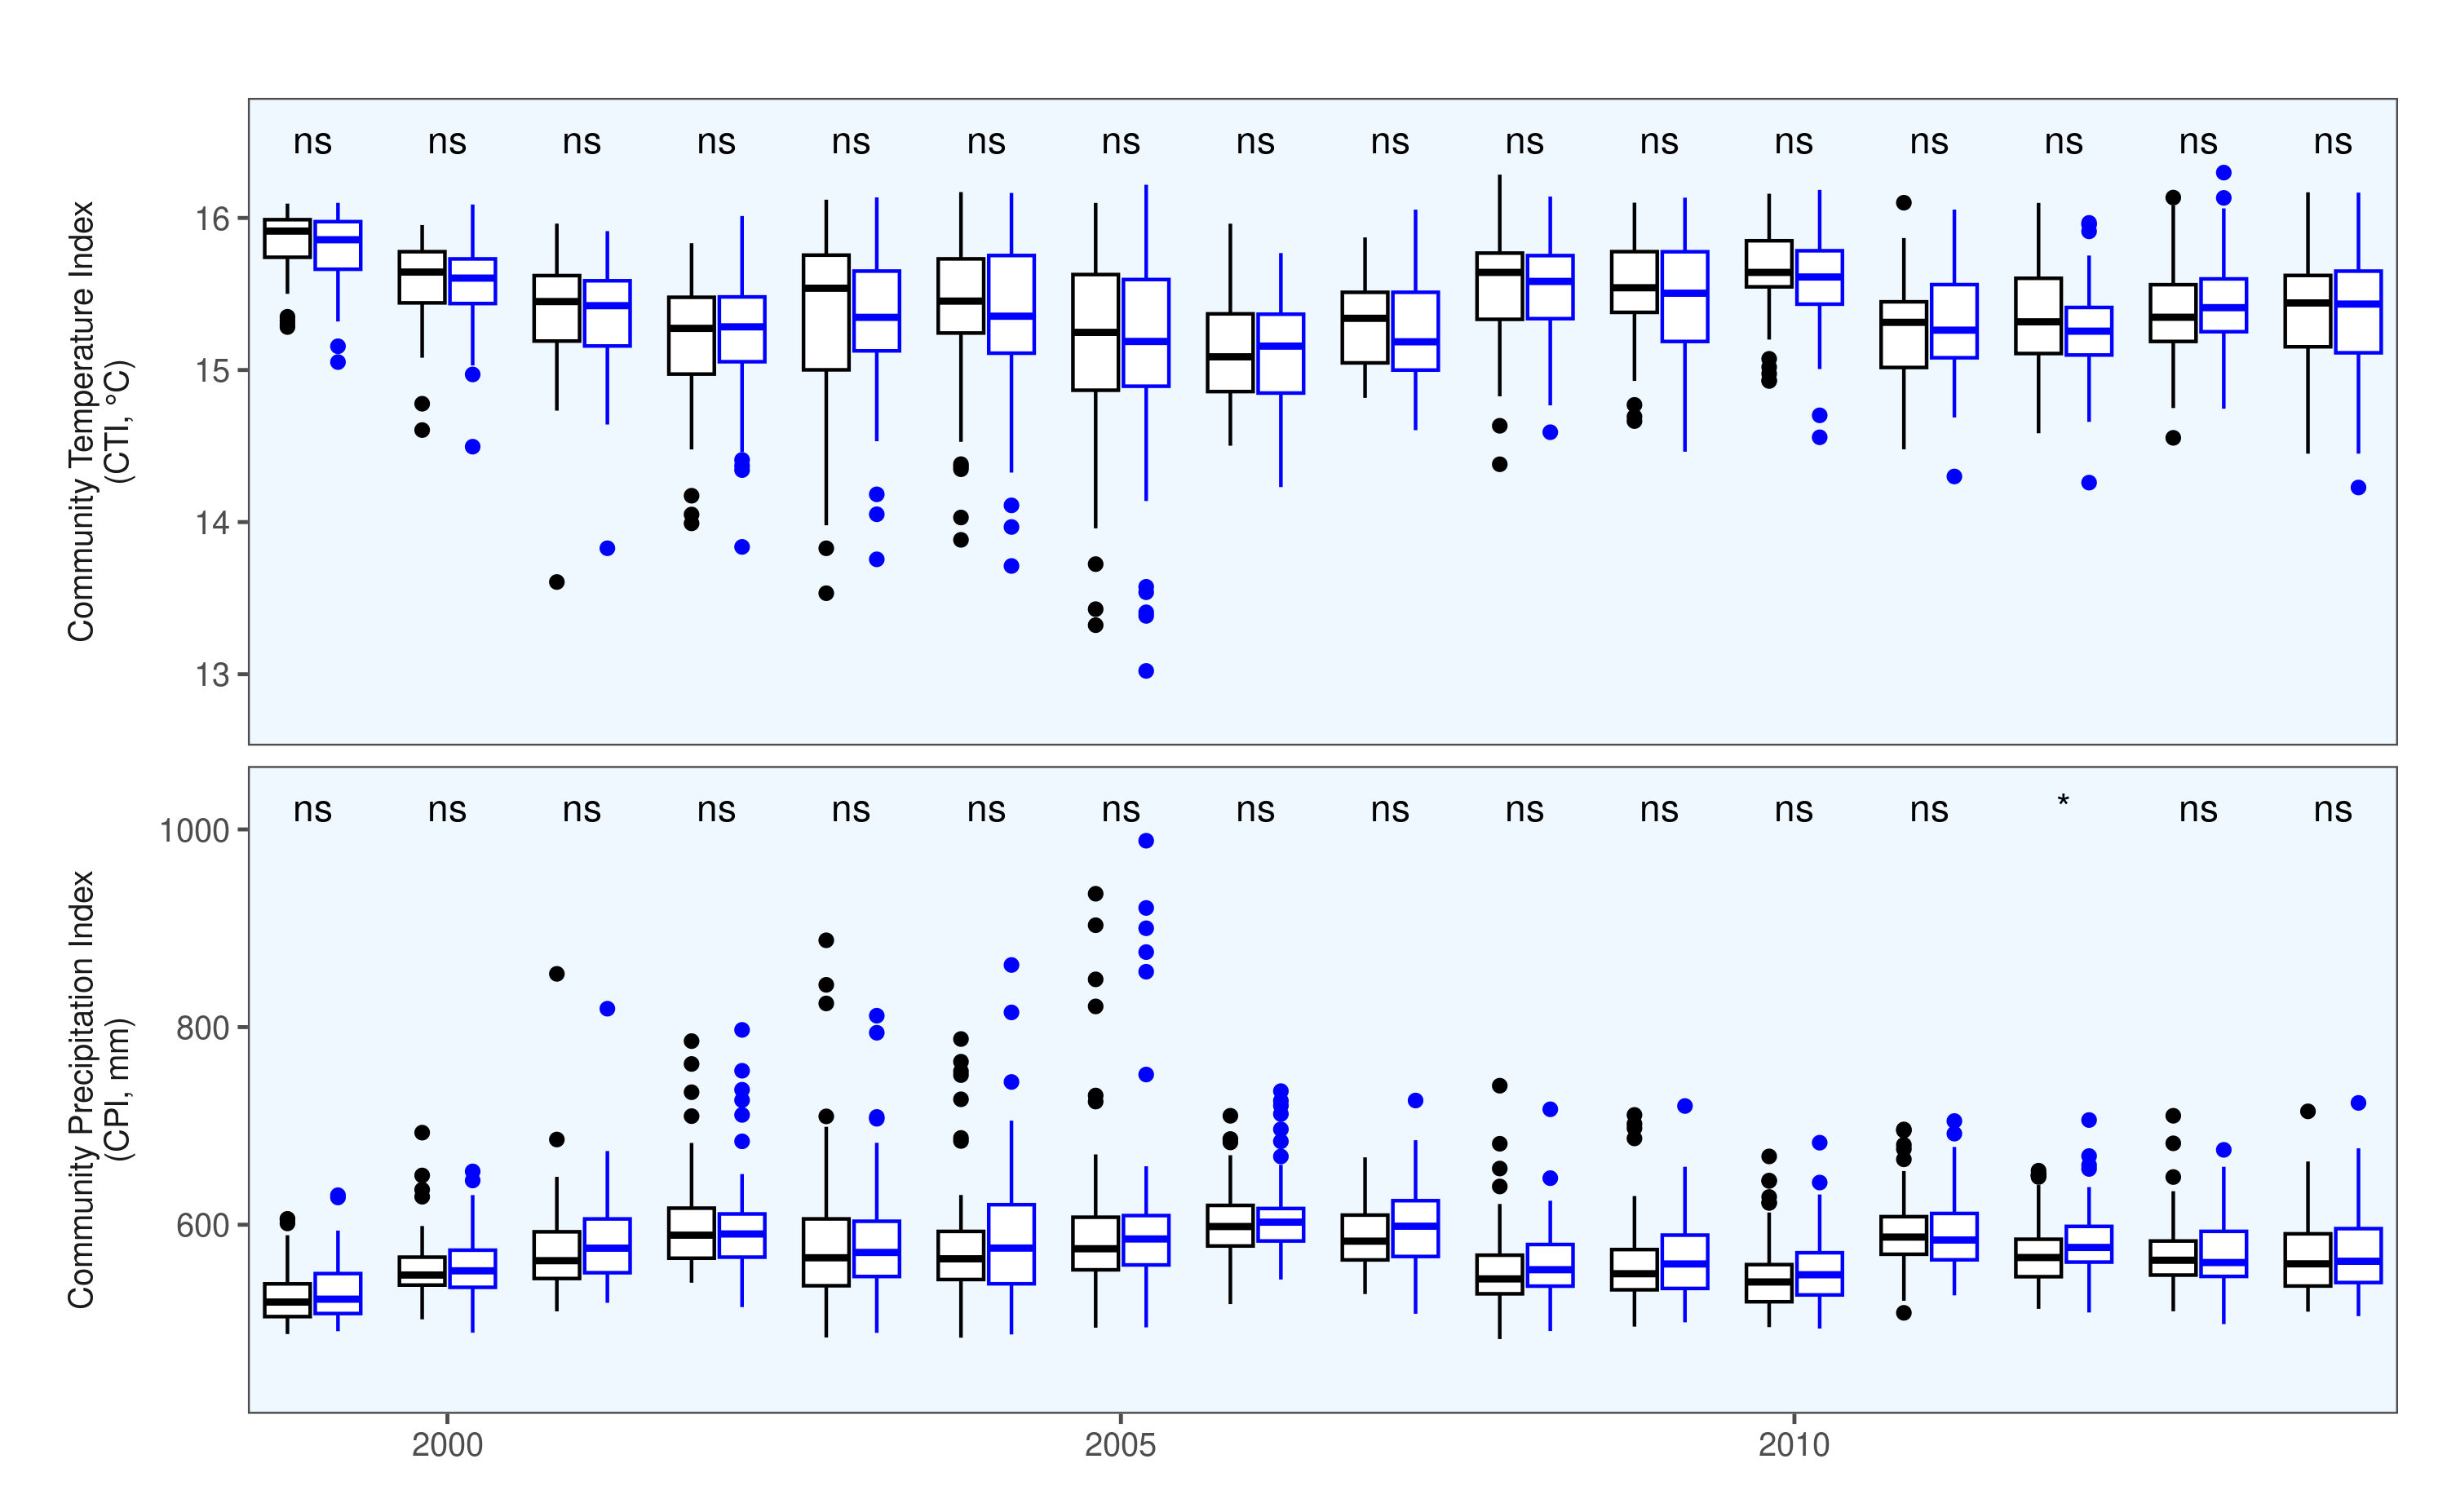 ns ns ns ns ns ns ns ns ns ns ns ns ns ns ns ns
Community Temperature Index
(CTI, °C)
16
15
14
13
ns ns ns ns ns ns ns ns ns ns ns ns ns * ns ns
Community Precipitation Index
(CPI, mm)
1000
800
600
2000 2005 2010